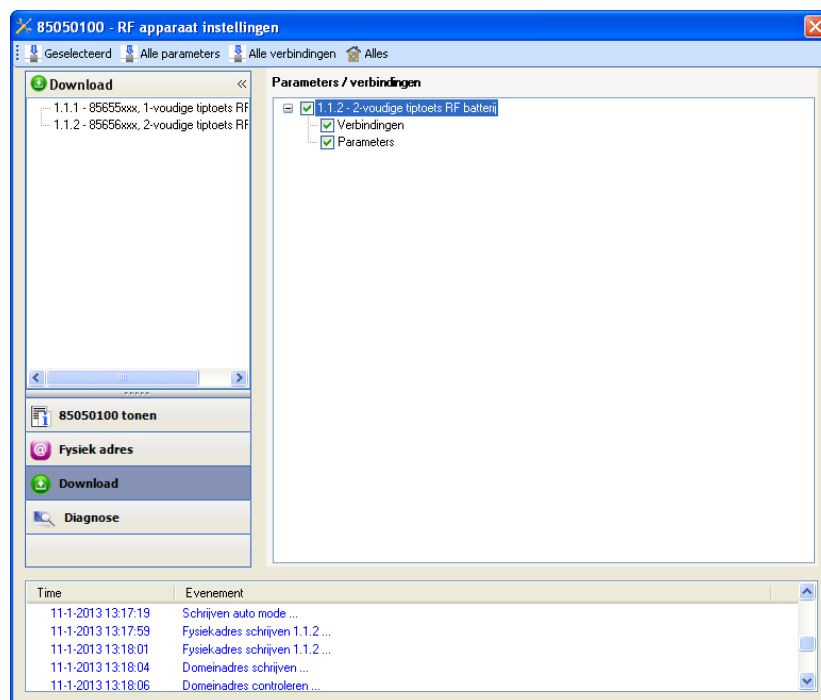 85050100 - RF apparaat instellingen
Geselecteerd Alle parameters Alle verbindingen Alles
Download «
1.1.1 - 85655xxx, 1-voudige tiptoets RF
1.1.2 - 85656xxx, 2-voudige tiptoets RF
85050100 tonen
Fysiek adres
Download
Diagnose
Parameters / verbindingen
1.1.2 - 2-voudige tiptoets RF batterij
Verbindingen
Parameters
Time Evenement
11-1-2013 13:17:19 Schrijven auto mode ...
11-1-2013 13:17:59 Fysiekadres schrijven 1.1.2 ...
11-1-2013 13:18:01 Fysiekadres schrijven 1.1.2 ...
11-1-2013 13:18:04 Domeinadres schrijven ...
11-1-2013 13:18:06 Domeinadres controleren ...